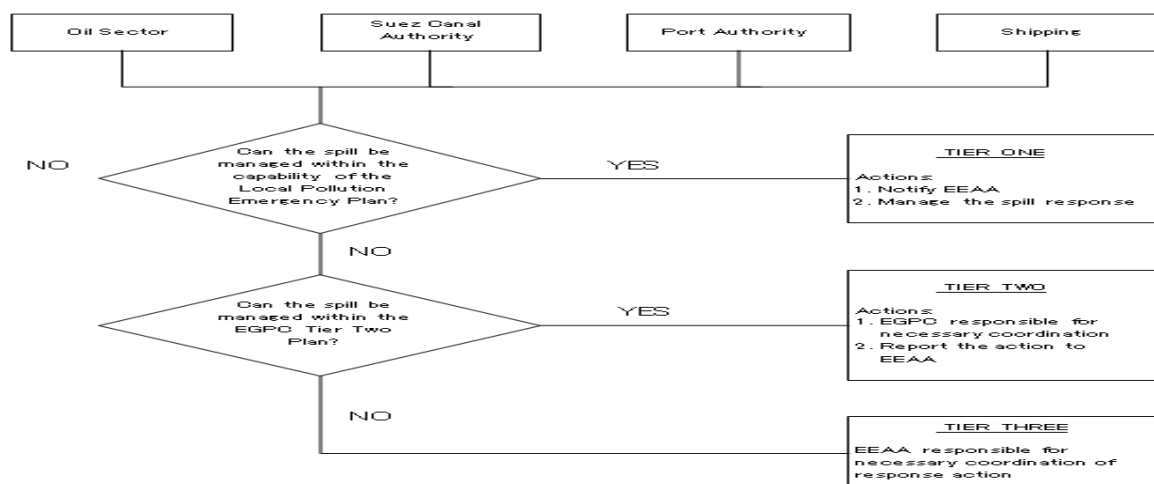 Oil Sector
Suez Canal
Authority
Port Authority
Shipping
NO
Can the spill be
managed within the
capability of the
Local Pollution
Emergency Plan?
YES
TIER ONE
Actions:
1. Notify EEAA
2. Manage the spill response
NO
Can the spill be
managed within the
EGPC Tier Two
Plan?
YES
TIER TWO
Actions:
1. EGPC responsible for
necessary coordination
2. Report the action to
EEAA
NO
TIER THREE
EEAA responsible for
necessary coordination of
response action